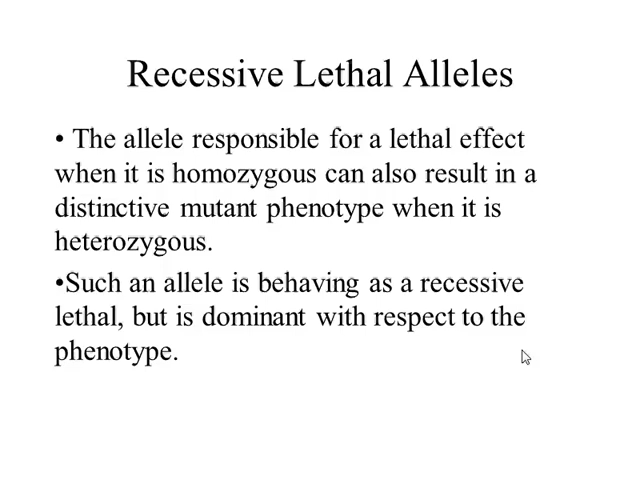 Recessive Lethal Alleles
• The allele responsible for a lethal effect
when it is homozygous can also result in a
distinctive mutant phenotype when it is
heterozygous.
•Such an allele is behaving as a recessive
lethal, but is dominant with respect to the
phenotype.